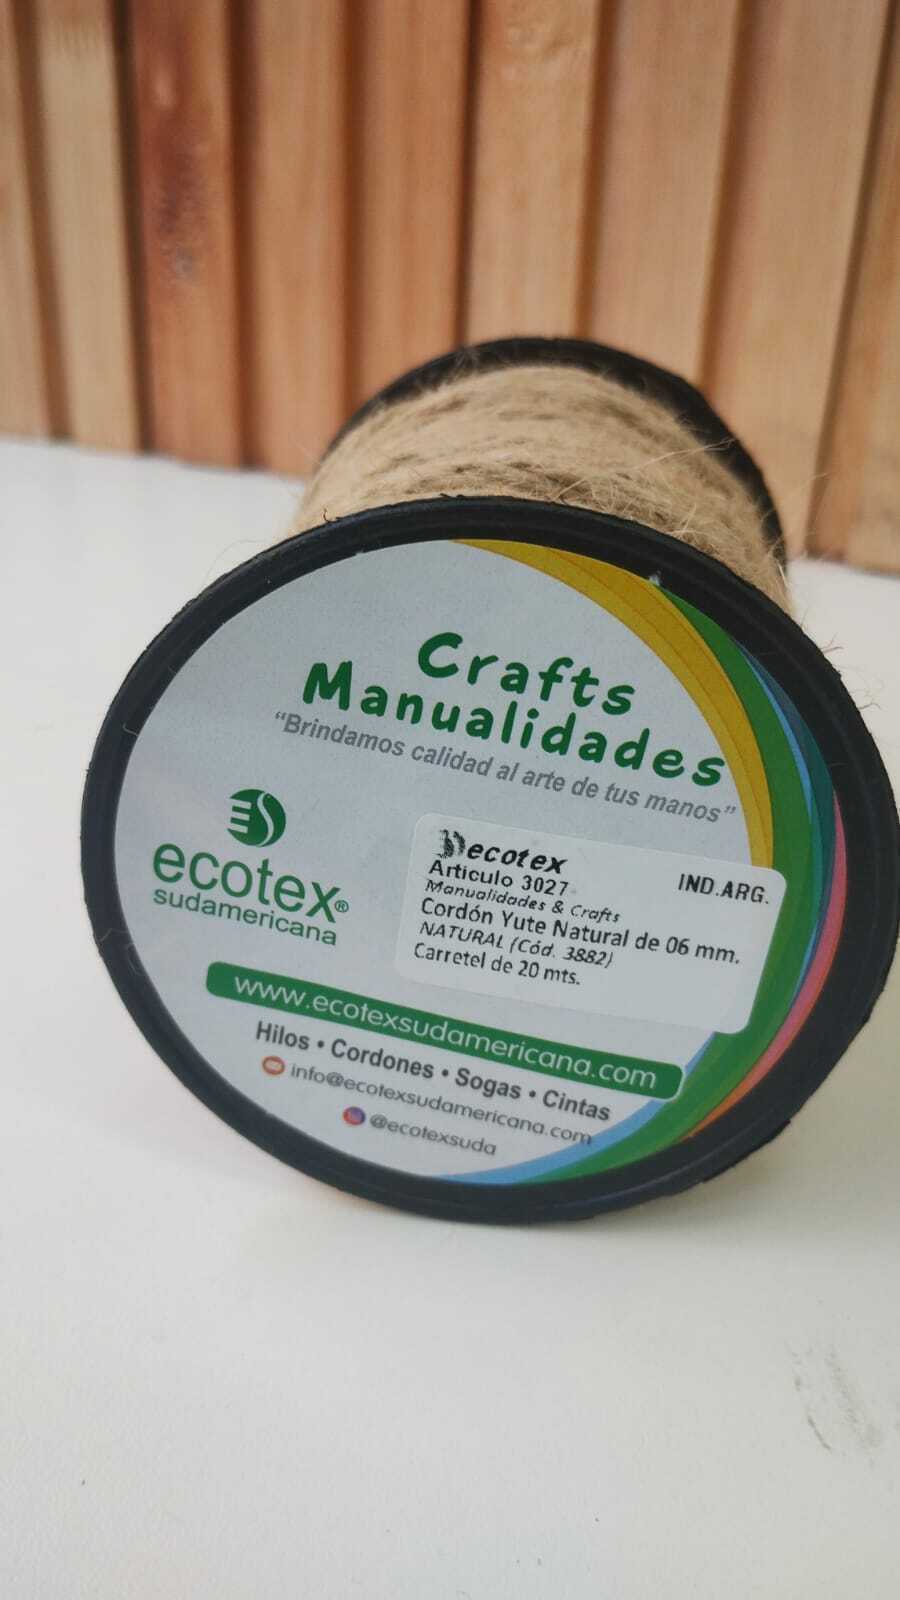 Crafts
Manualidades
“Brindamos calidad al arte de tus manos”
ecotex®
sudamericana
ecotex
IND.ARG.
Articulo 3027
Manualidades & Crafts
Cordón Yute Natural de 06 mm.
NATURAL (Cód. 3882)
Carretel de 20 mts.
www.ecotexsudamericana.com
Hilos • Cordones • Sogas • Cintas
info@ecotexsudamericana.com
@ecotexsuda